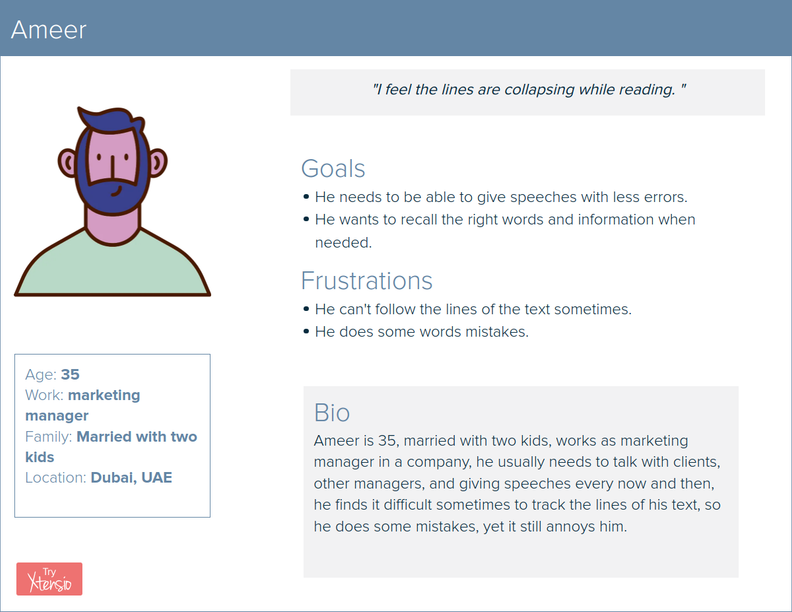 Ameer
"I feel the lines are collapsing while reading. "
Goals
• He needs to be able to give speeches with less errors.
• He wants to recall the right words and information when
needed.
Frustrations
• He can't follow the lines of the text sometimes.
• He does some words mistakes.
Age: 35
Work: marketing
manager
Family: Married with two
kids
Location: Dubai, UAE
Bio
Ameer is 35, married with two kids, works as marketing
manager in a company, he usually needs to talk with clients,
other managers, and giving speeches every now and then,
he finds it difficult sometimes to track the lines of his text, so
he does some mistakes, yet it still annoys him.
Try
Xtensio